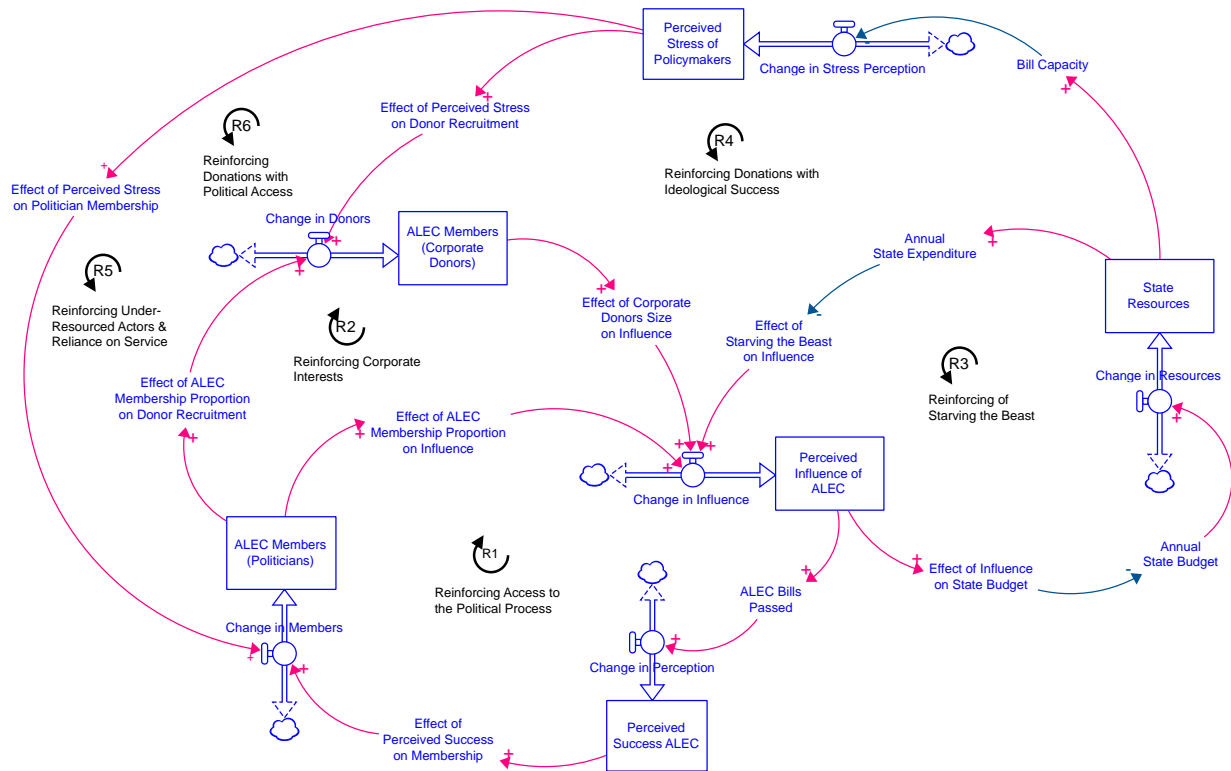 Perceived
Stress of
Policymakers
Change in Stress Perception
-
Bill Capacity
+
+
Effect of Perceived Stress
on Donor Recruitment
R6
Reinforcing
Donations with
Political Access
R4
Reinforcing Donations with
Ideological Success
+
Effect of Perceived Stress
on Politician Membership
Change in Donors
+
+
ALEC Members
(Corporate
Donors)
Annual
State Expenditure
+
R5
Reinforcing Under-
Resourced Actors &
Reliance on Service
+
Effect of Corporate
Donors Size
on Influence
-
Effect of
Starving the Beast
on Influence
State
Resources
R2
Reinforcing Corporate
Interests
R3
Reinforcing of
Starving the Beast
Change in Resources
+
Effect of ALEC
Membership Proportion
on Donor Recruitment
+
Effect of ALEC
Membership Proportion
on Influence
+
+
+
+
Change in Influence
Perceived
Influence of
ALEC
ALEC Members
(Politicians)
R1
Reinforcing Access to
the Political Process
+
ALEC Bills
Passed
+
Effect of Influence
on State Budget
-
Annual
State Budget
Change in Members
+
+
Change in Perception
+
Effect of
Perceived Success
on Membership
+
Perceived
Success ALEC